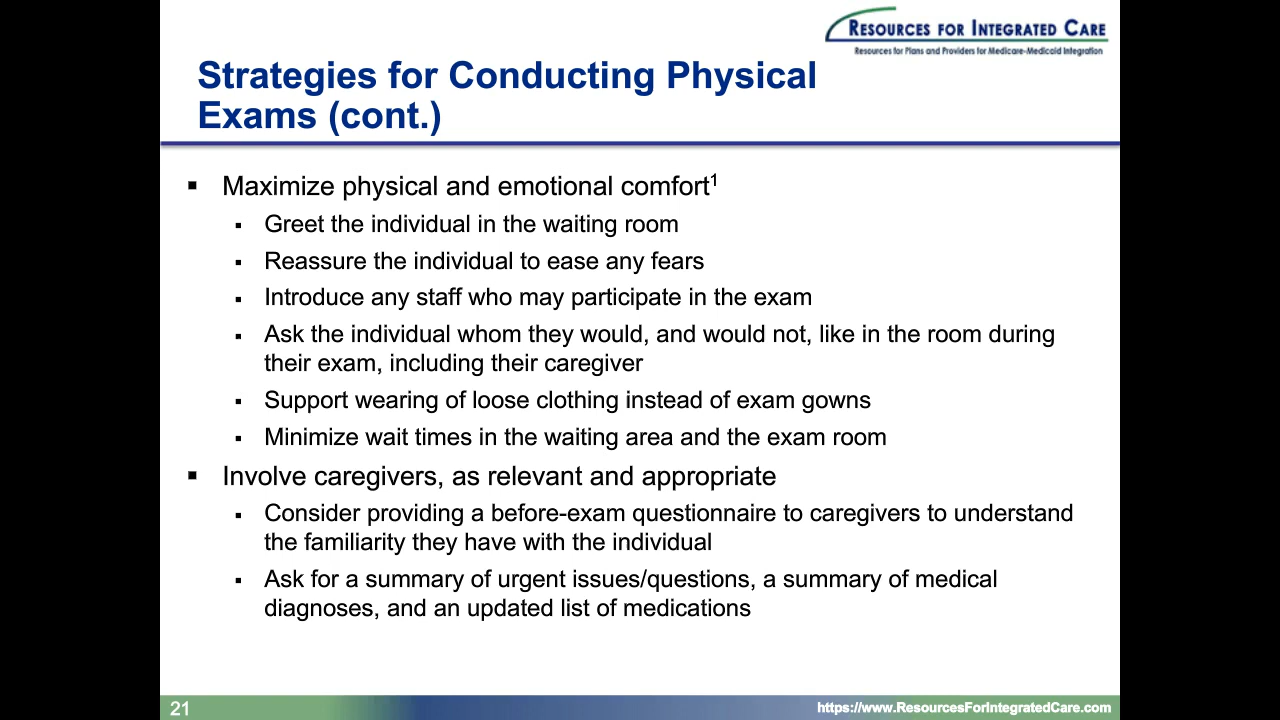 RESOURCES FOR INTEGRATED CARE
Resources for Plans and Providers for Medicare-Medicaid Integration
Strategies for Conducting Physical
Exams (cont.)
▪ Maximize physical and emotional comfort¹
▪ Greet the individual in the waiting room
▪ Reassure the individual to ease any fears
▪ Introduce any staff who may participate in the exam
▪ Ask the individual whom they would, and would not, like in the room during
their exam, including their caregiver
▪ Support wearing of loose clothing instead of exam gowns
▪ Minimize wait times in the waiting area and the exam room
▪ Involve caregivers, as relevant and appropriate
▪ Consider providing a before-exam questionnaire to caregivers to understand
the familiarity they have with the individual
▪ Ask for a summary of urgent issues/questions, a summary of medical
diagnoses, and an updated list of medications
21
https://www.ResourcesForIntegratedCare.com